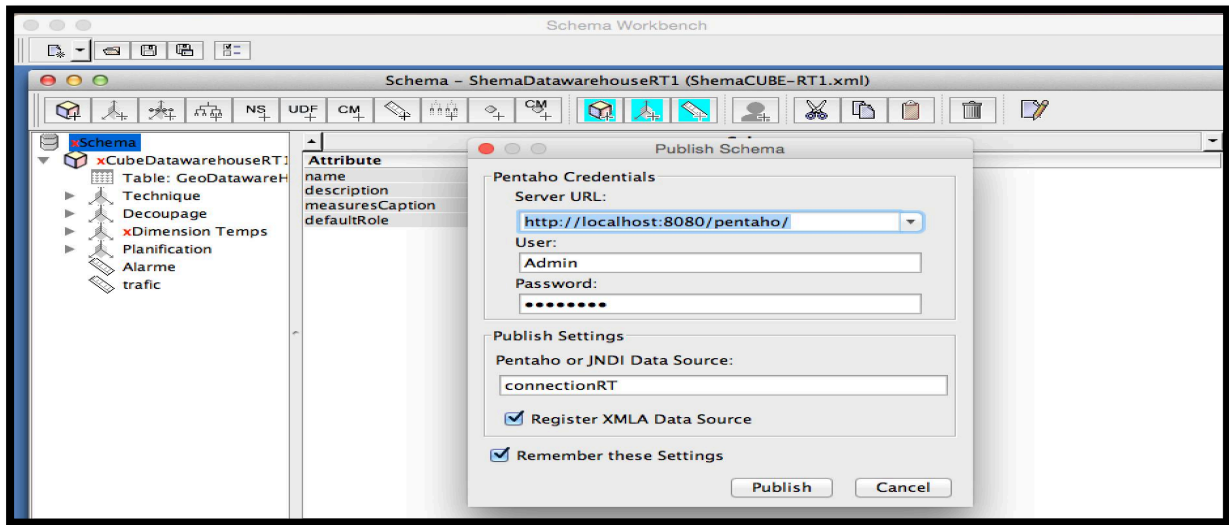 Schema Workbench
Schema - ShemaDatawarehouseRT1 (ShemaCUBE-RT1.xml)
NS UDF CM CM
xSchema
xCubeDatawarehouseRT1
Table: GeoDatawareH
Technique
Decoupage
xDimension Temps
Planification
Alarme
trafic
Attribute
name
description
measuresCaption
defaultRole
Publish Schema
Pentaho Credentials
Server URL:
http://localhost:8080/pentaho/
User:
Admin
Password:
••••••••
Publish Settings
Pentaho or JNDI Data Source:
connectionRT
Register XMLA Data Source
Remember these Settings
Publish Cancel